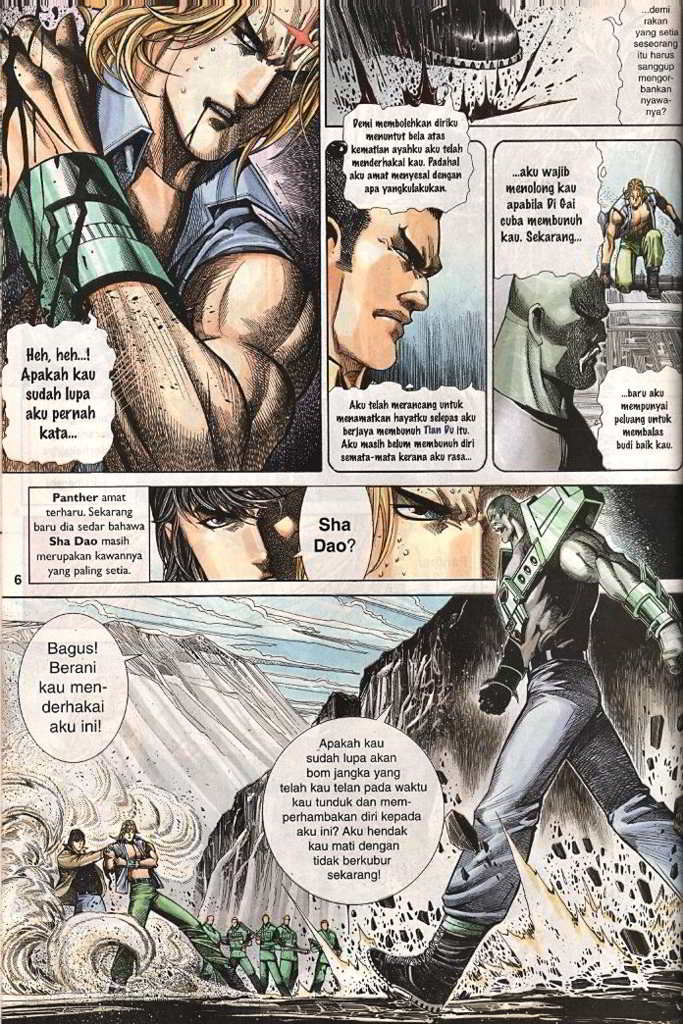 Heh, heh...!
Apakah kau
sudah lupa
aku pernah
kata...
...demi
rakan
yang setia
seseorang
itu harus
sanggup
mengor-
bankan
nyawa-
nya?
Demi membolehkan diriku
menuntut bela atas
kematian ayahku aku telah
menderhakai kau. Padahal
aku amat menyesal dengan
apa yangkulakukan.
Aku telah merancang untuk
menamatkan hayatku selepas aku
berjaya membunuh Tian Du itu.
Aku masih belum membunuh diri
semata-mata kerana aku rasa...
...aku wajib
menolong kau
apabila Di Gai
cuba membunuh
kau. Sekarang...
...baru aku
mempunyai
peluang untuk
membalas
budi baik kau.
Panther amat
terharu. Sekarang
baru dia sedar bahawa
Sha Dao masih
merupakan kawannya
yang paling setia.
Sha
Dao?
6
Bagus!
Berani
kau men-
derhakai
aku ini!
Apakah kau
sudah lupa akan
bom jangka yang
telah kau telan pada waktu
kau tunduk dan mem-
perhambakan diri kepada
aku ini? Aku hendak
kau mati dengan
tidak berkubur
sekarang!